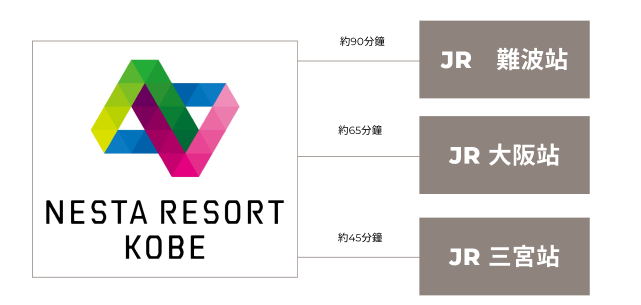 NESTA RESORT
KOBE
約90分鐘
JR 難波站
約65分鐘
JR 大阪站
約45分鐘
JR 三宮站